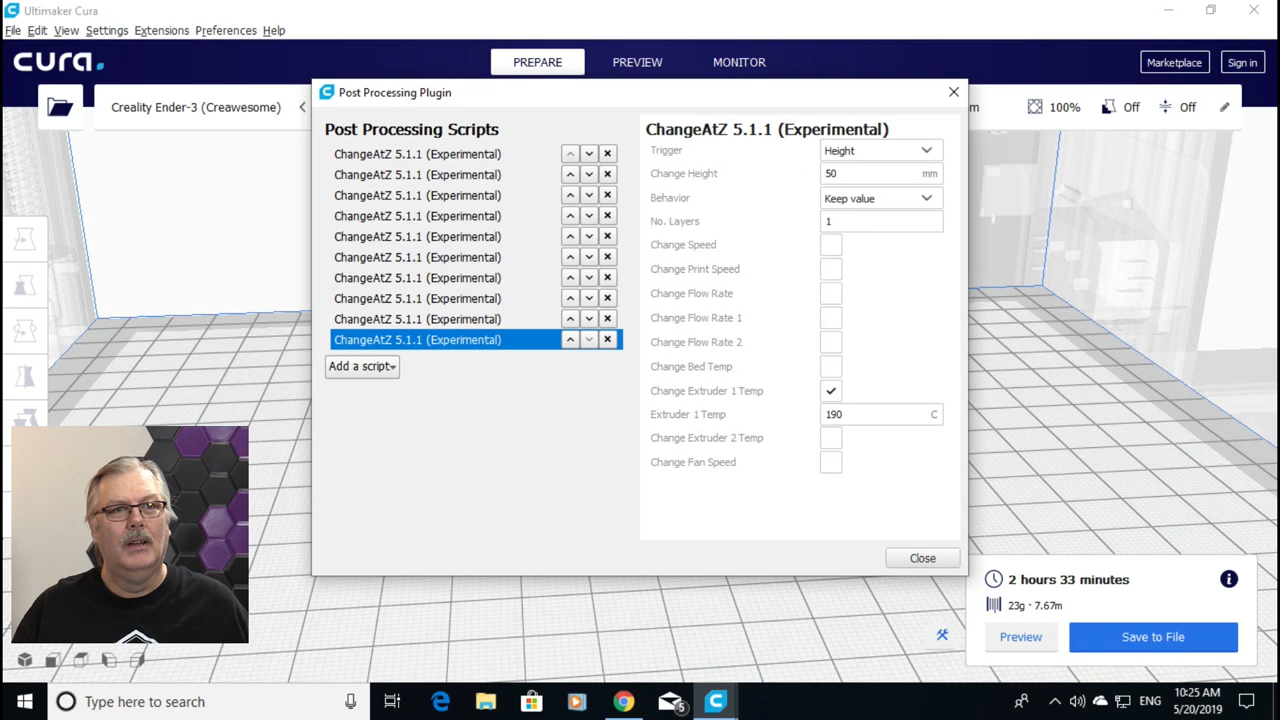 Ultimaker Cura
File Edit View Settings Extensions Preferences Help
cura.
PREPARE
PREVIEW
MONITOR
Marketplace
Sign in
Creality Ender-3 (Creawesome)
m
100%
Off
Off
Post Processing Plugin
Post Processing Scripts
ChangeAtZ 5.1.1 (Experimental)
ChangeAtZ 5.1.1 (Experimental)
ChangeAtZ 5.1.1 (Experimental)
ChangeAtZ 5.1.1 (Experimental)
ChangeAtZ 5.1.1 (Experimental)
ChangeAtZ 5.1.1 (Experimental)
ChangeAtZ 5.1.1 (Experimental)
ChangeAtZ 5.1.1 (Experimental)
ChangeAtZ 5.1.1 (Experimental)
ChangeAtZ 5.1.1 (Experimental)
Add a script
ChangeAtZ 5.1.1 (Experimental)
Trigger Height
Change Height 50 mm
Behavior Keep value
No. Layers 1
Change Speed
Change Print Speed
Change Flow Rate
Change Flow Rate 1
Change Flow Rate 2
Change Bed Temp
Change Extruder 1 Temp
Extruder 1 Temp 190 C
Change Extruder 2 Temp
Change Fan Speed
Close
2 hours 33 minutes
23g · 7.67m
Preview
Save to File
Type here to search
5
ENG
10:25 AM
5/20/2019